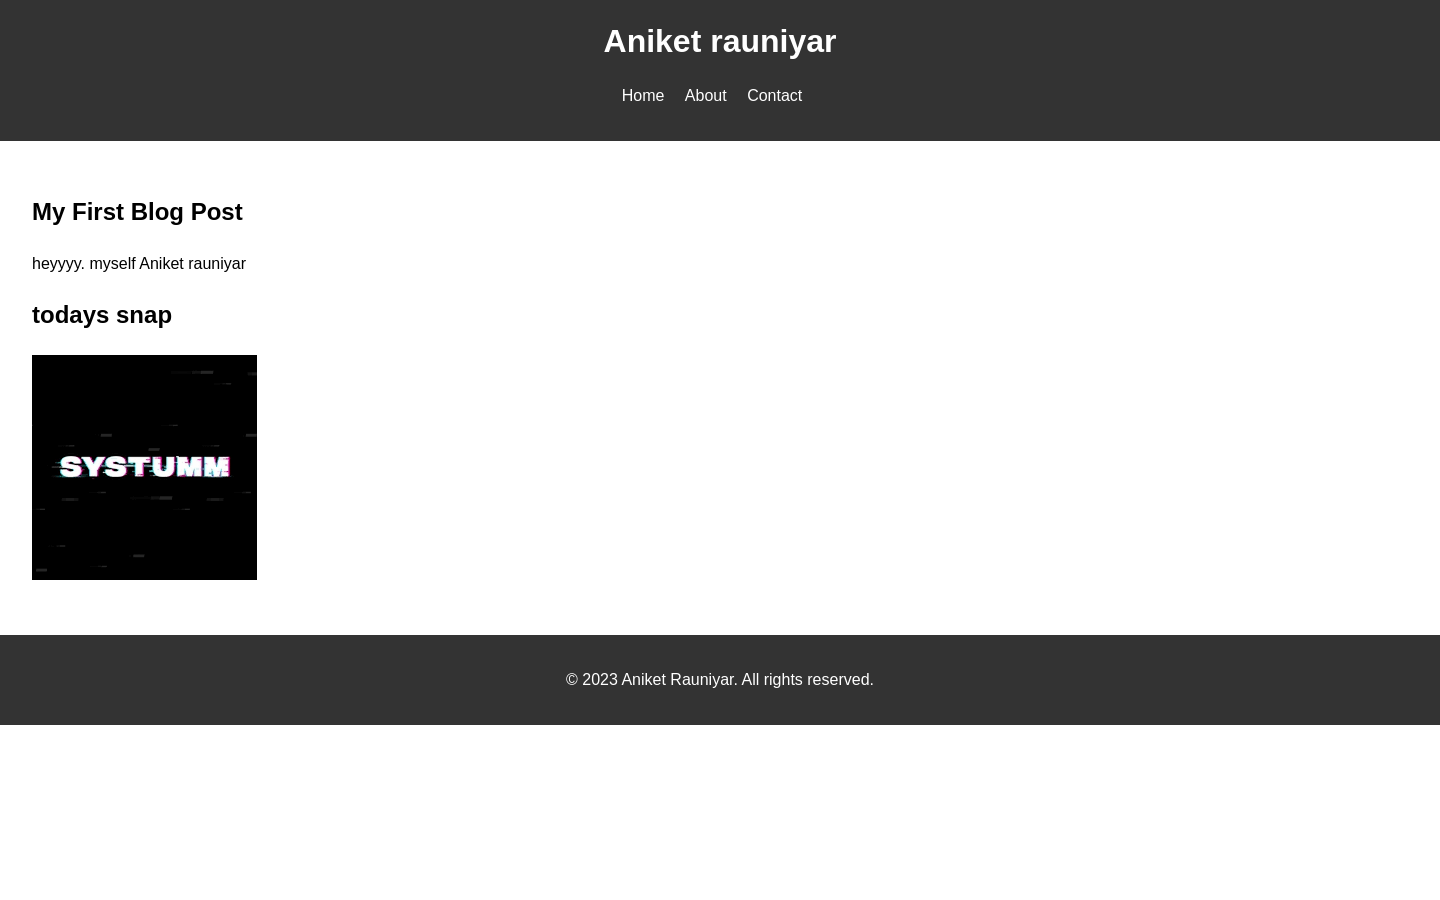 Aniket rauniyar
Home About Contact
My First Blog Post
heyyyy. myself Aniket rauniyar
todays snap
SYSTUMM
© 2023 Aniket Rauniyar. All rights reserved.